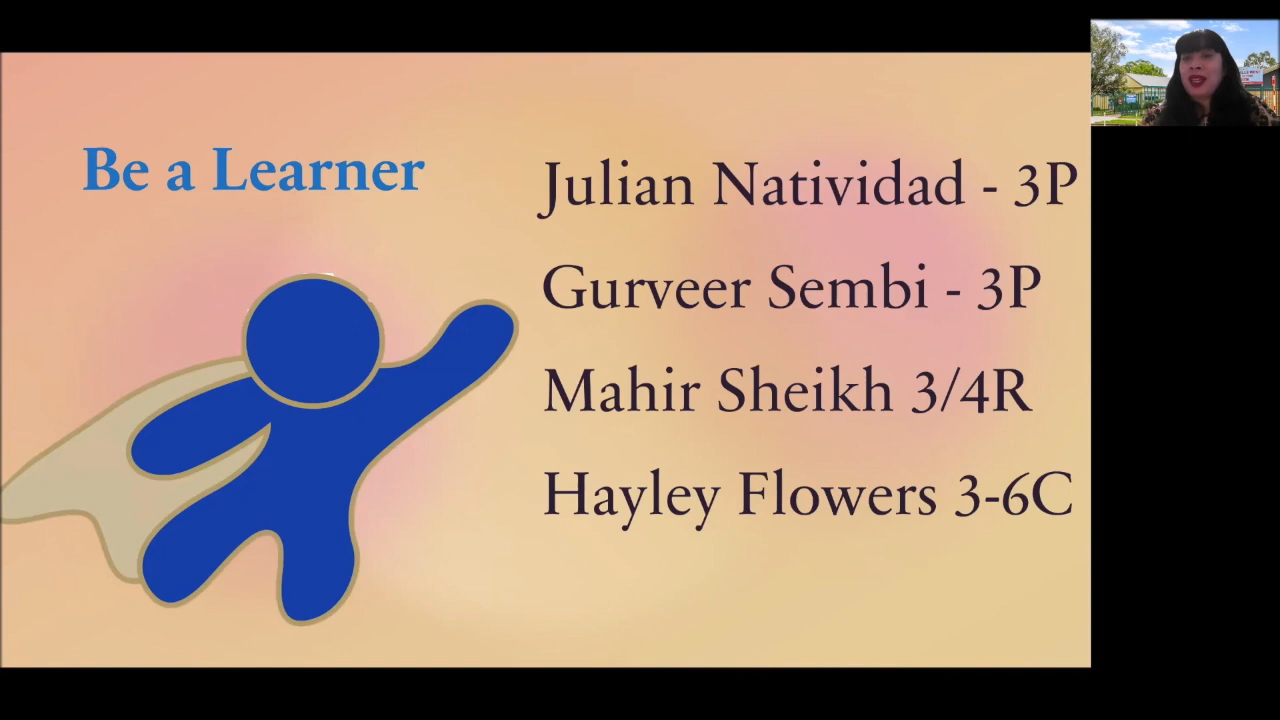 Be a Learner
Julian Natividad - 3P
Gurveer Sembi - 3P
Mahir Sheikh 3/4R
Hayley Flowers 3-6C